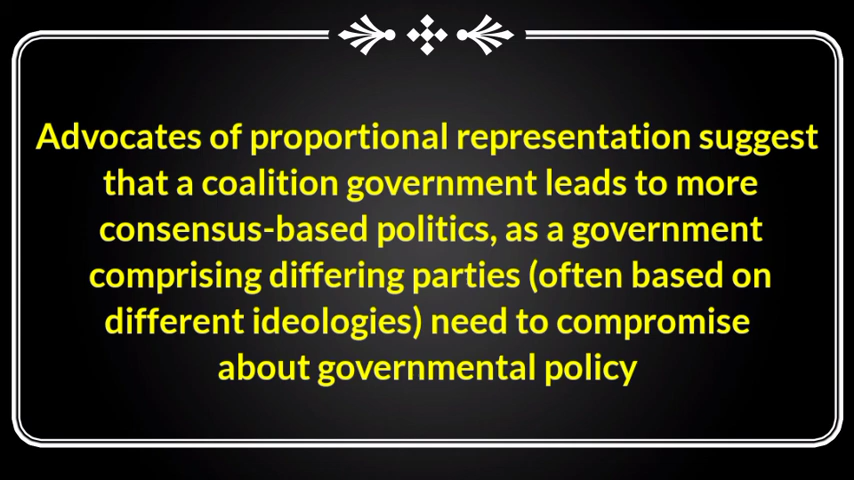 Advocates of proportional representation suggest
that a coalition government leads to more
consensus-based politics, as a government
comprising differing parties (often based on
different ideologies) need to compromise
about governmental policy